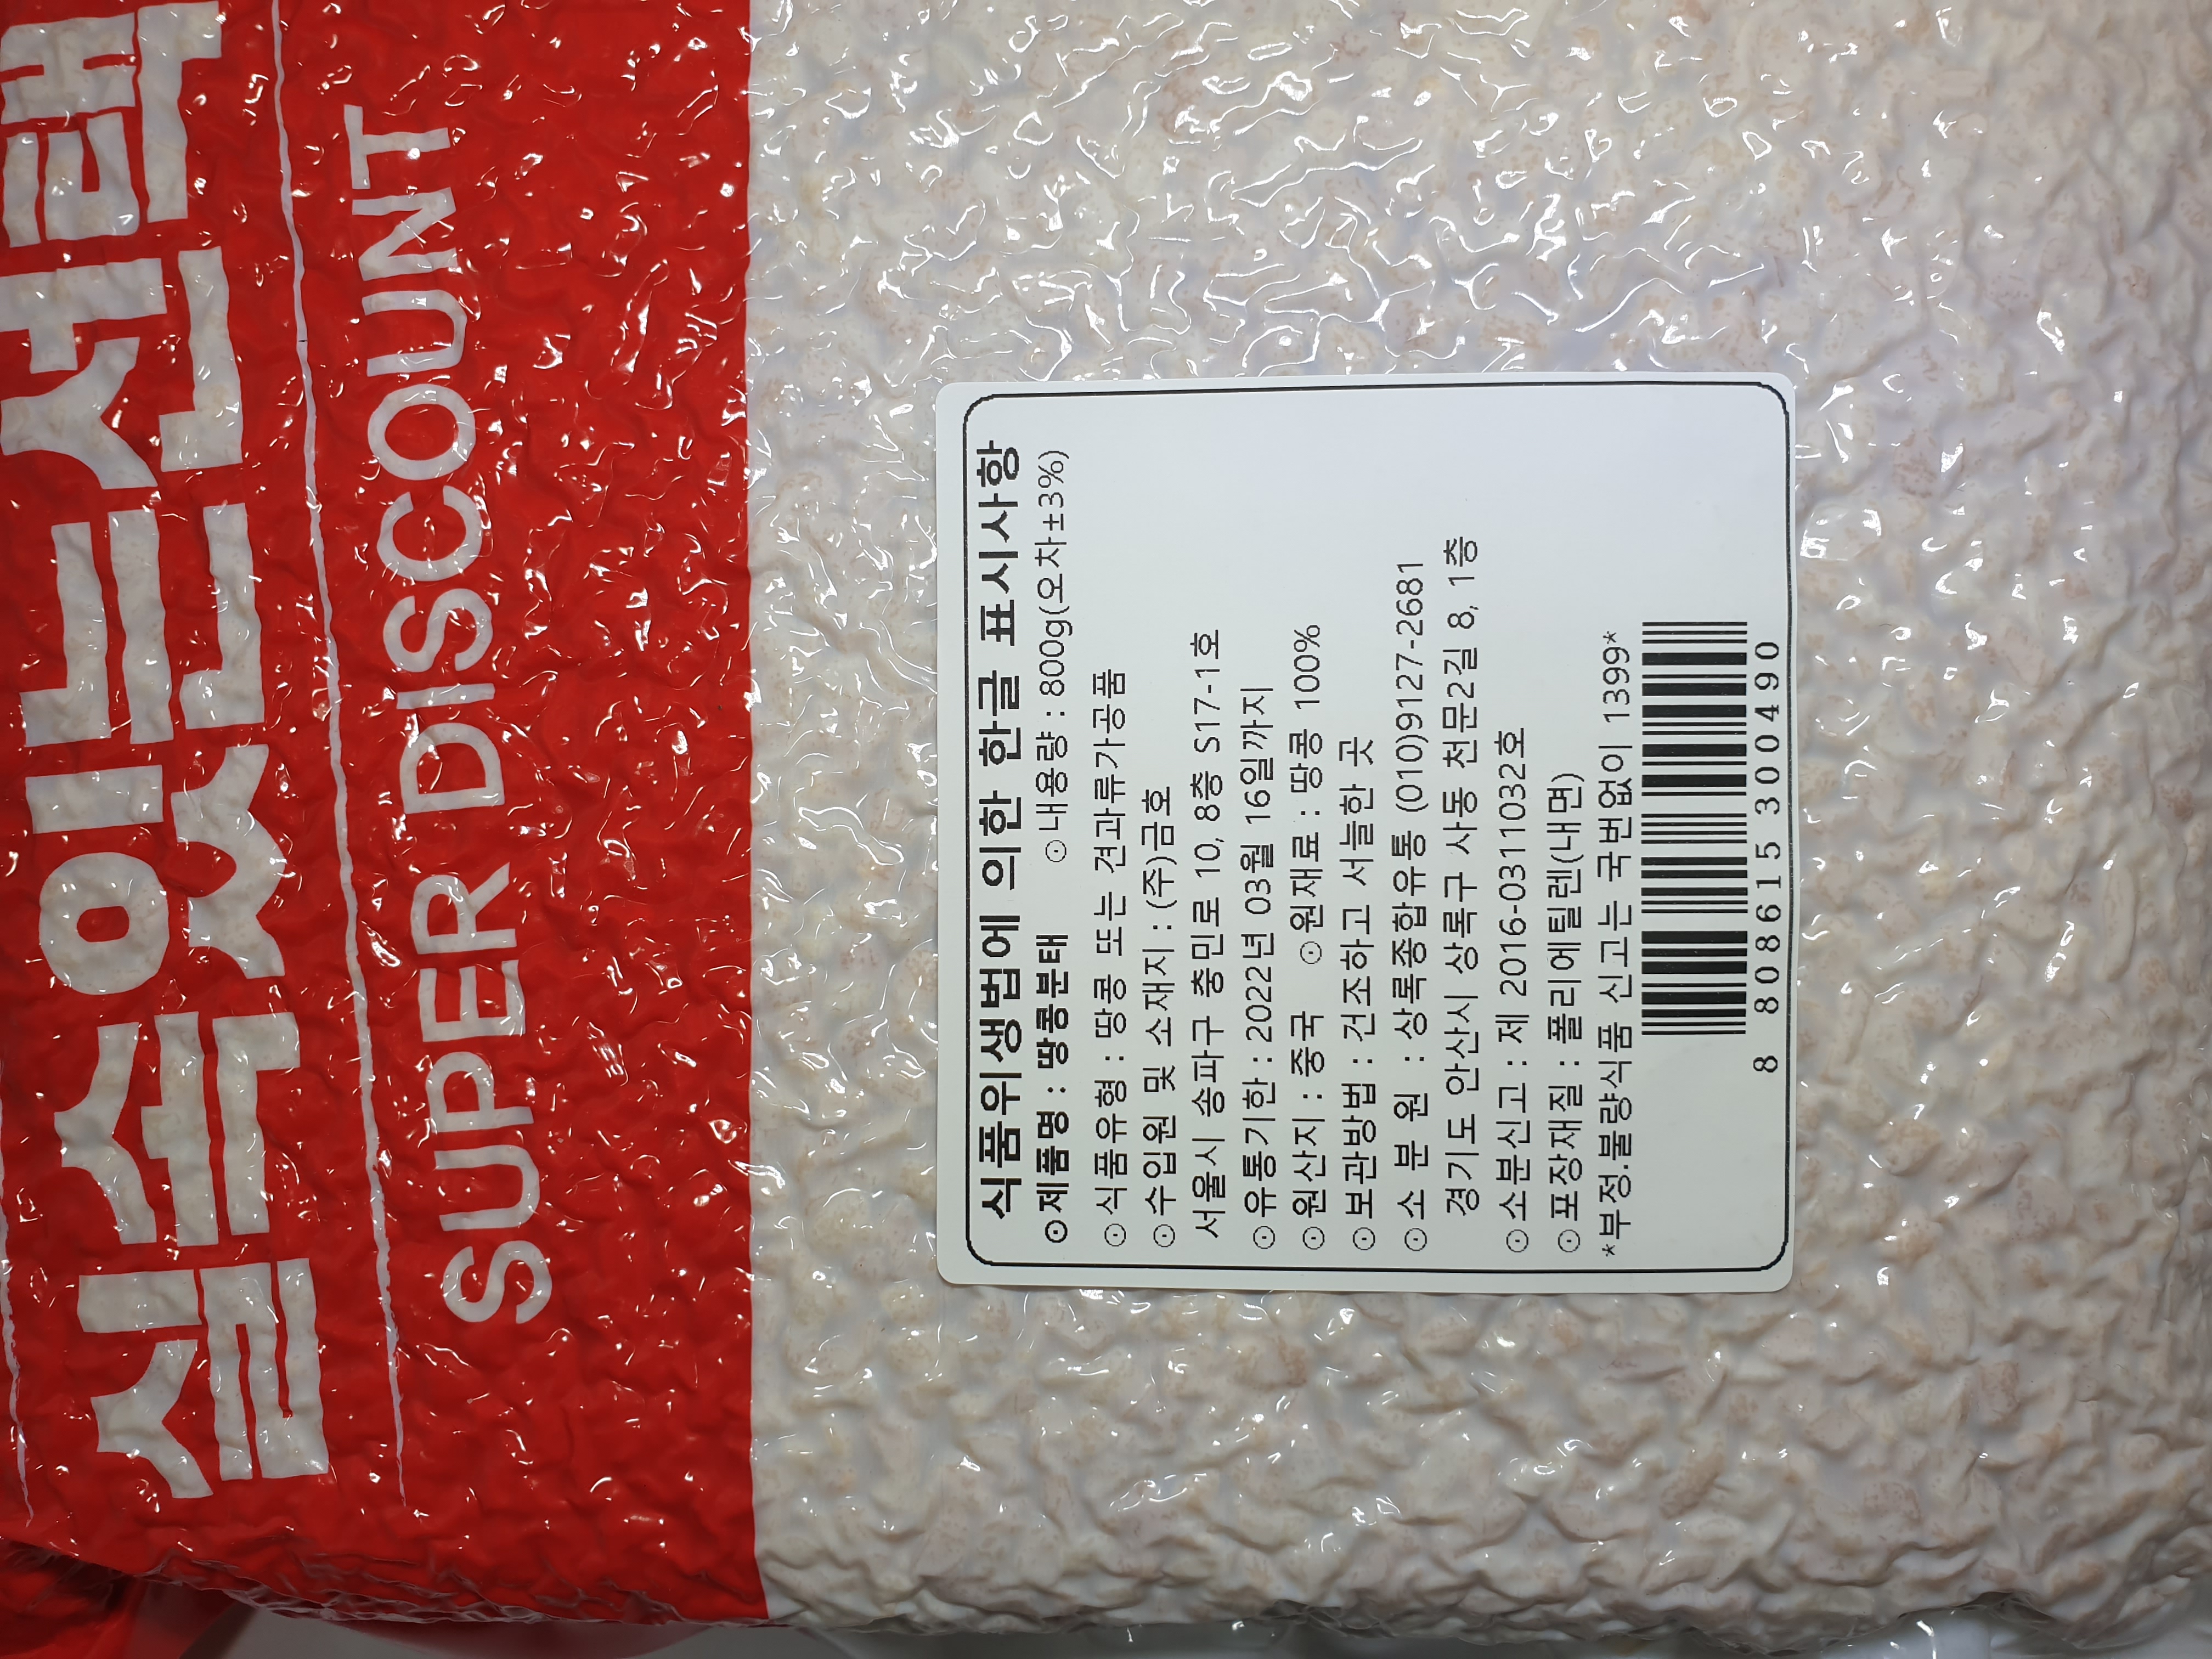 실속있는선택
SUPER DISCOUNT
식품위생법에 의한 한글 표시사항
⊙제품명 : 땅콩분태 ⊙내용량 : 800g(오차±3%)
⊙식품유형 : 땅콩 또는 견과류가공품
⊙수입원 및 소재지 : (주)금호
서울시 송파구 충민로 10, 8층 S17-1호
⊙유통기한 : 2022년 03월 16일까지
⊙원산지 : 중국 ⊙원재료 : 땅콩 100%
⊙보관방법 : 건조하고 서늘한 곳
⊙소 분 원 : 상록종합유통 (010)9127-2681
경기도 안산시 상록구 사동 천문2길 8, 1층
⊙소분신고 : 제 2016-0311032호
⊙포장재질 : 폴리에틸렌(내면)
*부정.불량식품 신고는 국번없이 1399*
8 808615 300490